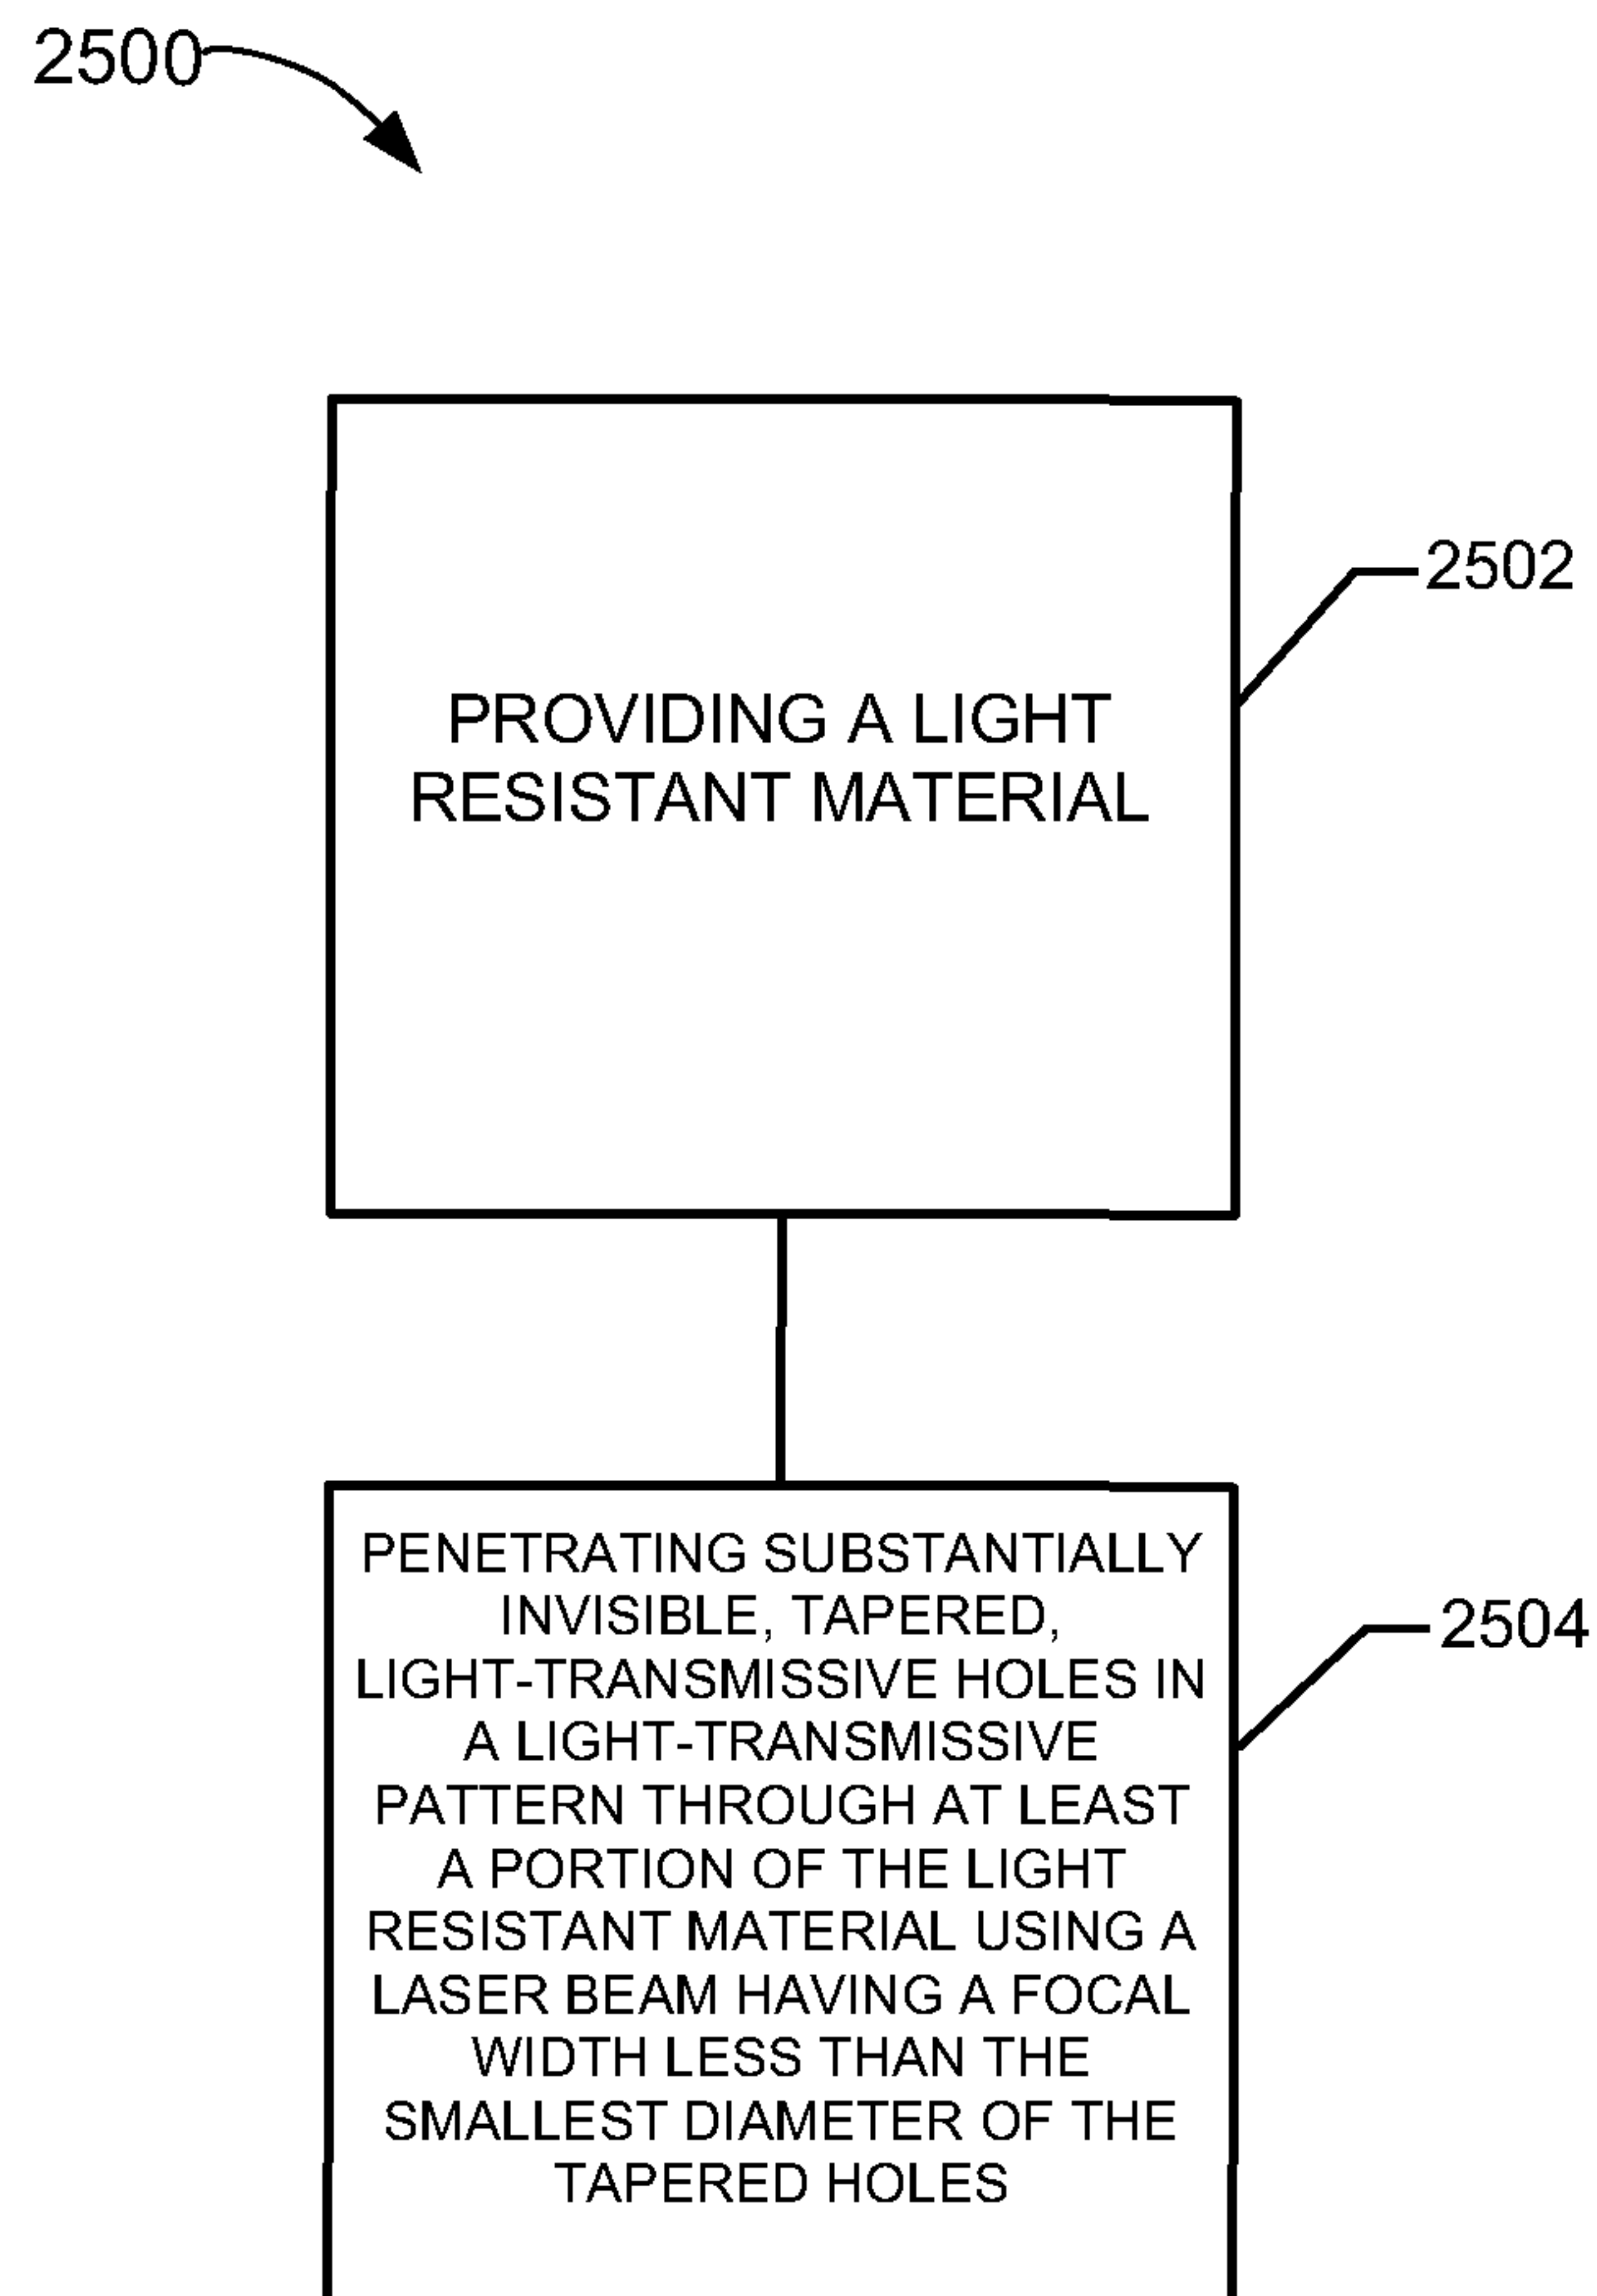 2500
PROVIDING A LIGHT
RESISTANT MATERIAL
2502
PENETRATING SUBSTANTIALLY
INVISIBLE, TAPERED,
LIGHT-TRANSMISSIVE HOLES IN
A LIGHT-TRANSMISSIVE
PATTERN THROUGH AT LEAST
A PORTION OF THE LIGHT
RESISTANT MATERIAL USING A
LASER BEAM HAVING A FOCAL
WIDTH LESS THAN THE
SMALLEST DIAMETER OF THE
TAPERED HOLES
2504